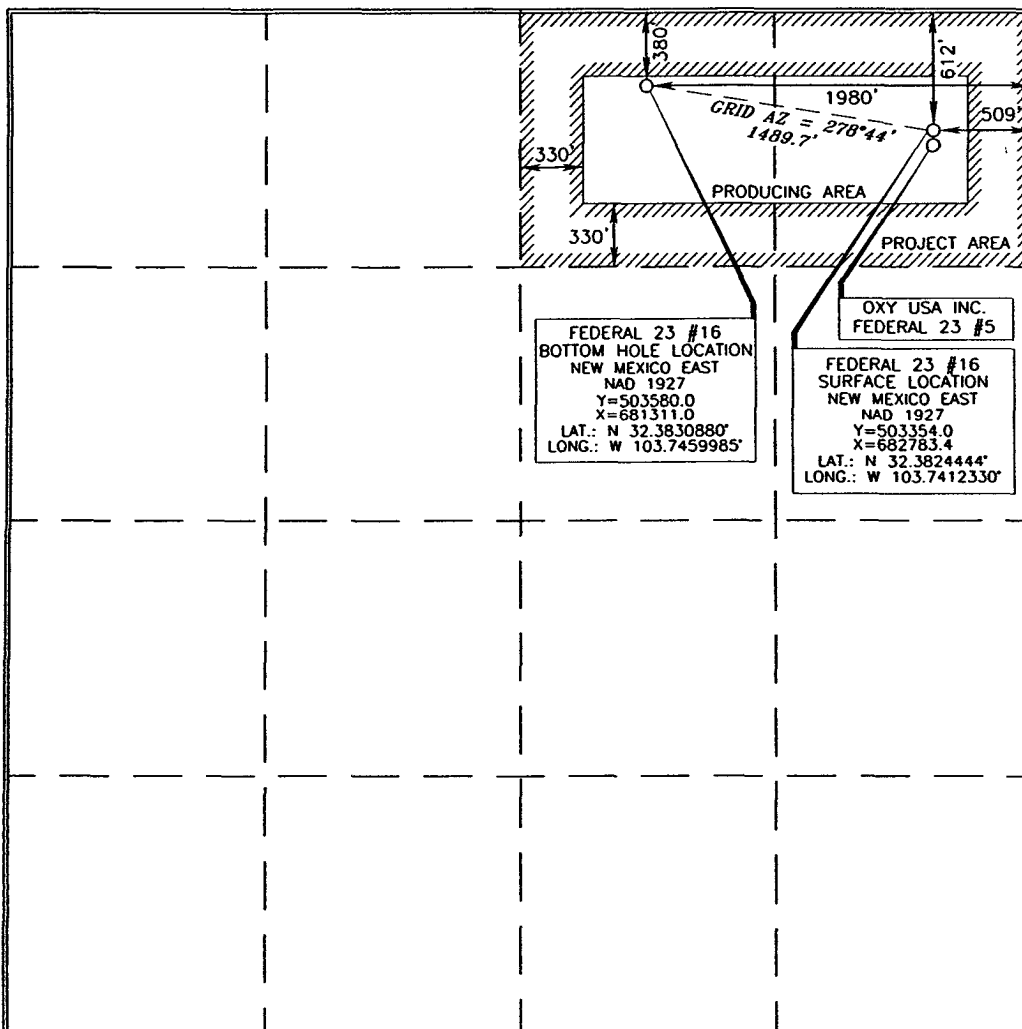 380'
612'
1980'
509'
GRID AZ = 278°44'
1489.7'
330'
PRODUCING AREA
330'
PROJECT AREA
FEDERAL 23 #16
BOTTOM HOLE LOCATION
NEW MEXICO EAST
NAD 1927
Y=503580.0
X=681311.0
LAT.: N 32.3830880°
LONG.: W 103.7459985°
OXY USA INC.
FEDERAL 23 #5
FEDERAL 23 #16
SURFACE LOCATION
NEW MEXICO EAST
NAD 1927
Y=503354.0
X=682783.4
LAT.: N 32.3824444°
LONG.: W 103.7412330°